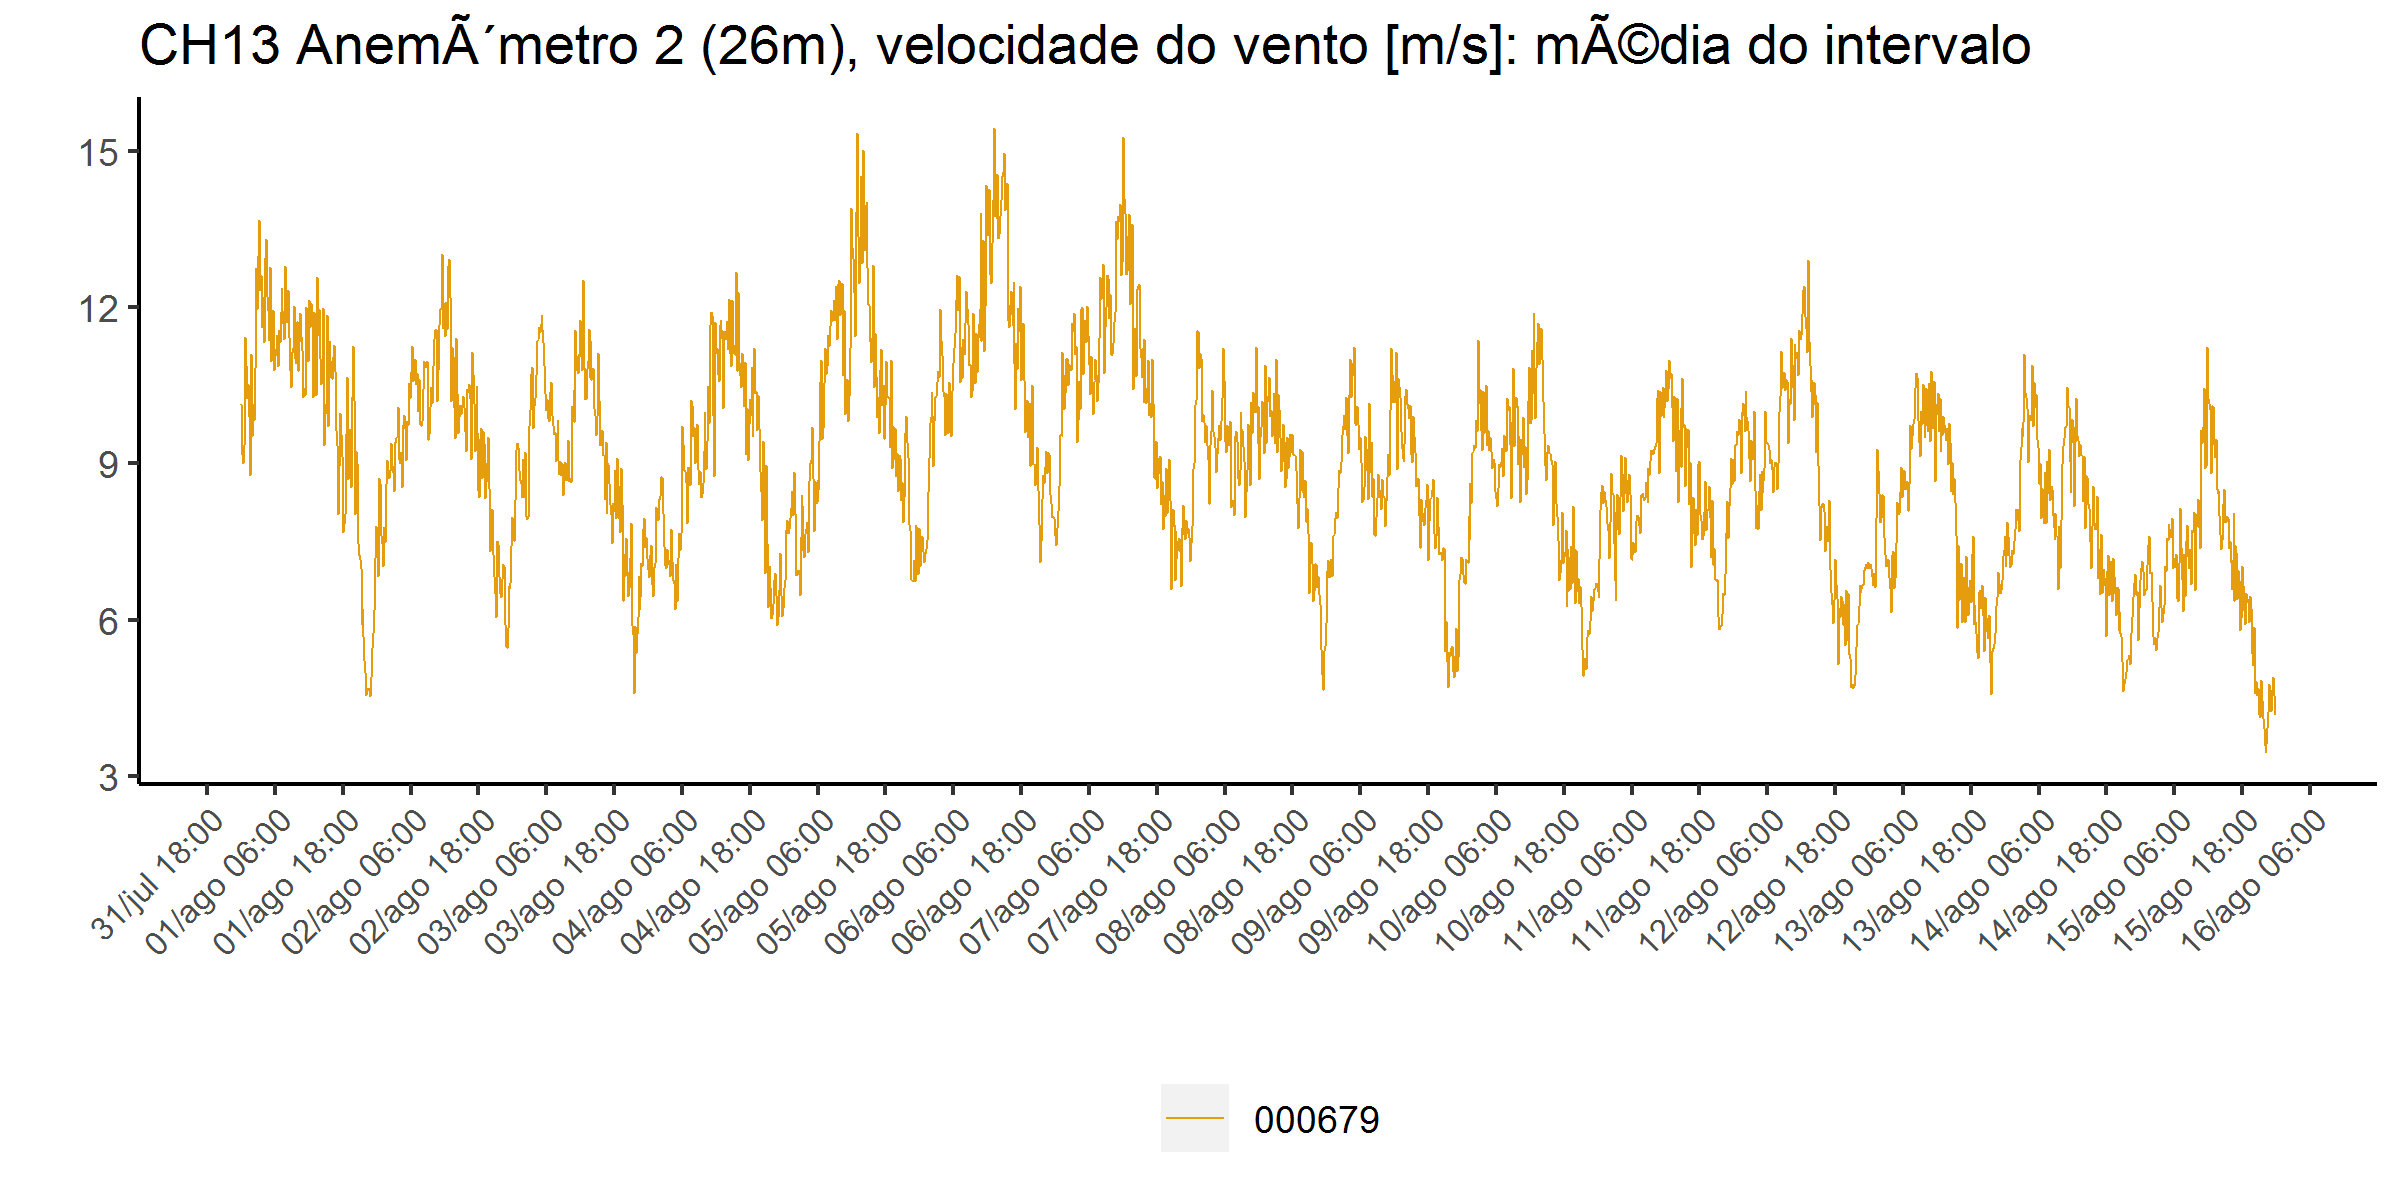 CH13 AnemÃ´metro 2 (26m), velocidade do vento [m/s]: mÃ©dia do intervalo
15
12
9
6
3
31/jul 18:00
01/ago 06:00
01/ago 18:00
02/ago 06:00
02/ago 18:00
03/ago 06:00
03/ago 18:00
04/ago 06:00
04/ago 18:00
05/ago 06:00
05/ago 18:00
06/ago 06:00
06/ago 18:00
07/ago 06:00
07/ago 18:00
08/ago 06:00
08/ago 18:00
09/ago 06:00
09/ago 18:00
10/ago 06:00
10/ago 18:00
11/ago 06:00
11/ago 18:00
12/ago 06:00
12/ago 18:00
13/ago 06:00
13/ago 18:00
14/ago 06:00
14/ago 18:00
15/ago 06:00
15/ago 18:00
16/ago 06:00
000679